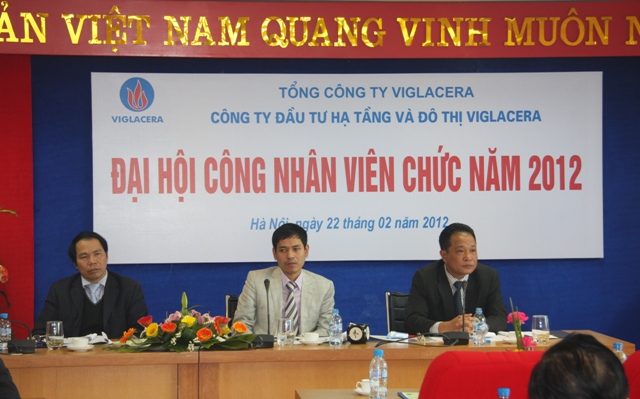 ẢN VIỆT NAM QUANG VINH MUÔN N
TỔNG CÔNG TY VIGLACERA
VIGLACERA
CÔNG TY ĐẦU TƯ HẠ TẦNG VÀ ĐÔ THỊ VIGLACERA
ĐẠI HỘI CÔNG NHÂN VIÊN CHỨC NĂM 2012
Hà Nội, ngày 22 tháng 02 năm 2012